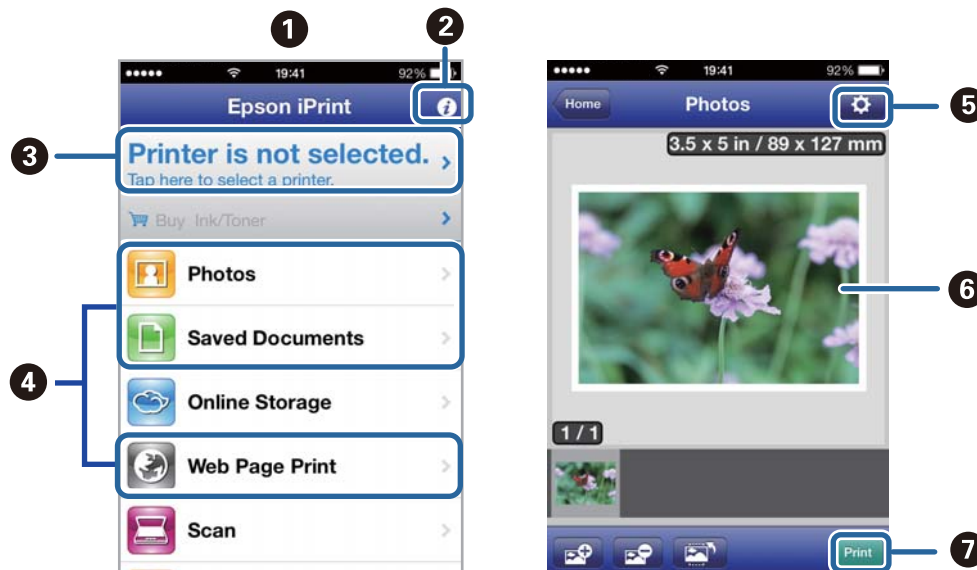 1
2
19:41
92%
Epson iPrint
i
3
Printer is not selected.
Tap here to select a printer.
Buy Ink/Toner
Photos
Saved Documents
4
Online Storage
Web Page Print
Scan
19:41
92%
Home
Photos
5
3.5 x 5 in / 89 x 127 mm
6
1 / 1
Print
7